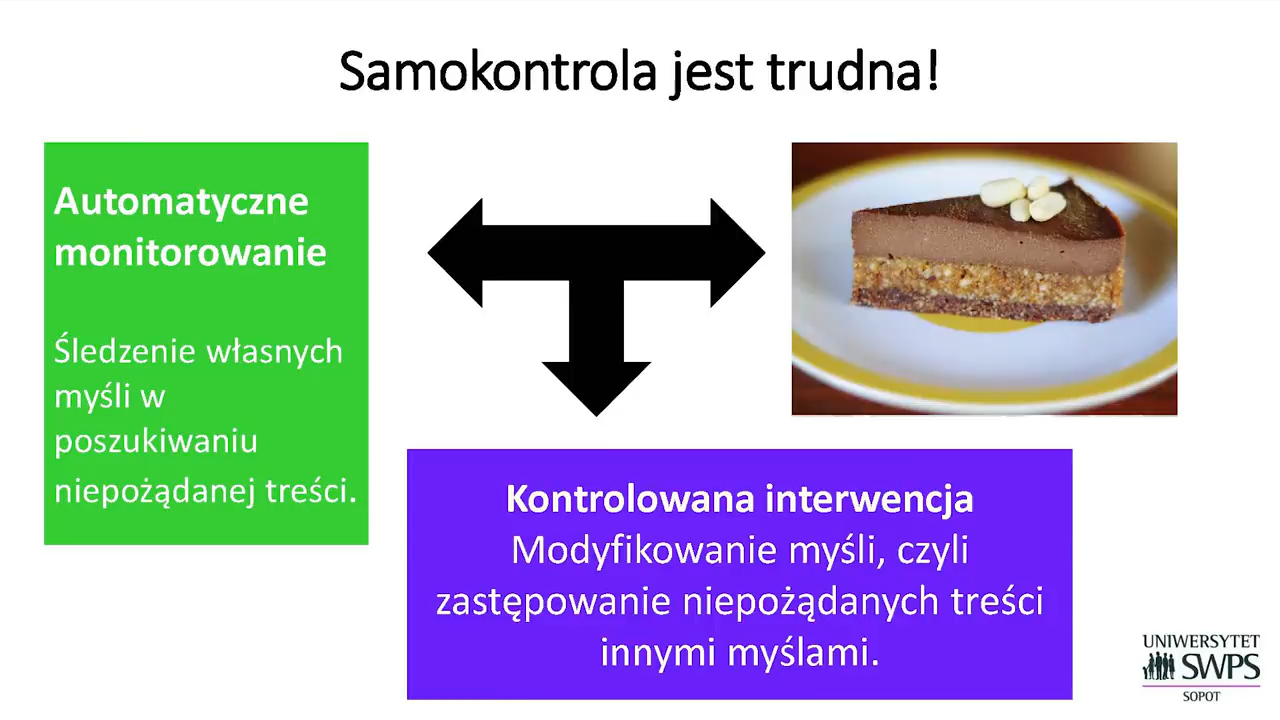 Samokontrola jest trudna!
Automatyczne
monitorowanie
Śledzenie własnych
myśli w
poszukiwaniu
niepożądanej treści.
Kontrolowana interwencja
Modyfikowanie myśli, czyli
zastępowanie niepożądanych treści
innymi myślami.
UNIWERSYTET
SWPS
SOPOT